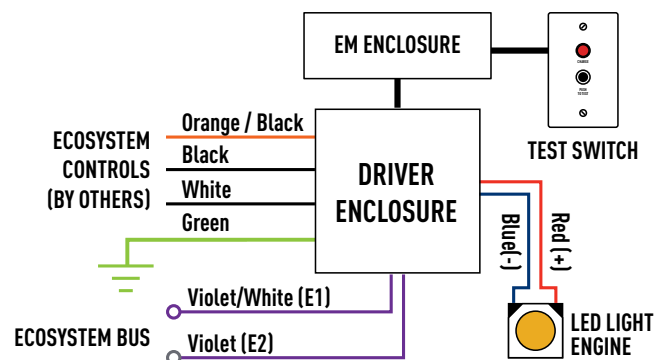 EM ENCLOSURE
CHARGE
PUSH
TO TEST
TEST SWITCH
ECOSYSTEM
CONTROLS
(BY OTHERS)
Orange / Black
Black
White
Green
DRIVER
ENCLOSURE
Blue(-)
Red (+)
ECOSYSTEM BUS
Violet/White (E1)
Violet (E2)
LED LIGHT
ENGINE